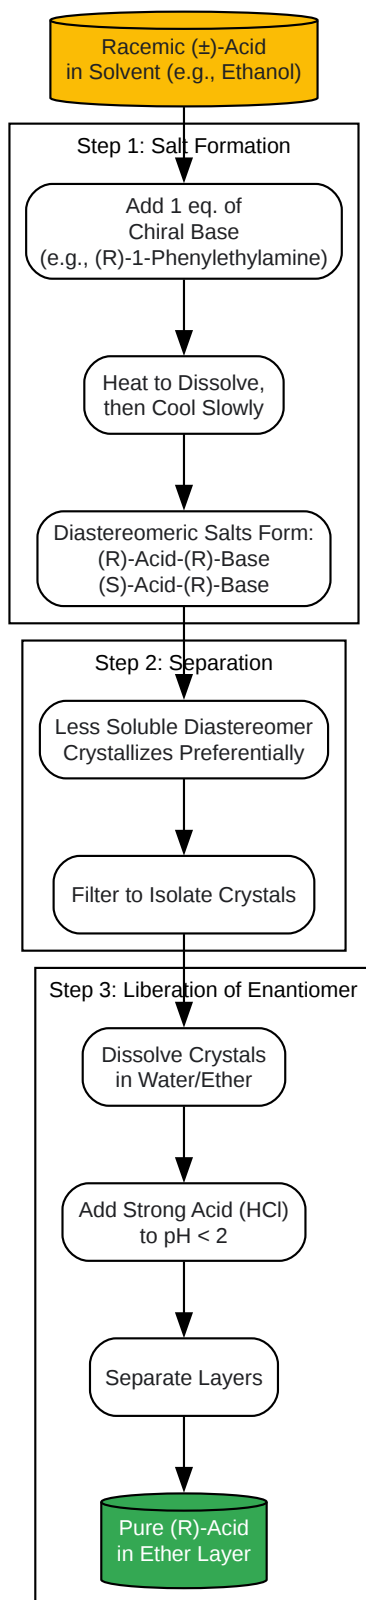 Racemic (±)-Acid
in Solvent (e.g., Ethanol)
Step 1: Salt Formation
Add 1 eq. of
Chiral Base
(e.g., (R)-1-Phenylethylamine)
Heat to Dissolve,
then Cool Slowly
Diastereomeric Salts Form:
(R)-Acid-(R)-Base
(S)-Acid-(R)-Base
Step 2: Separation
Less Soluble Diastereomer
Crystallizes Preferentially
Filter to Isolate Crystals
Step 3: Liberation of Enantiomer
Dissolve Crystals
in Water/Ether
Add Strong Acid (HCl)
to pH < 2
Separate Layers
Pure (R)-Acid
in Ether Layer